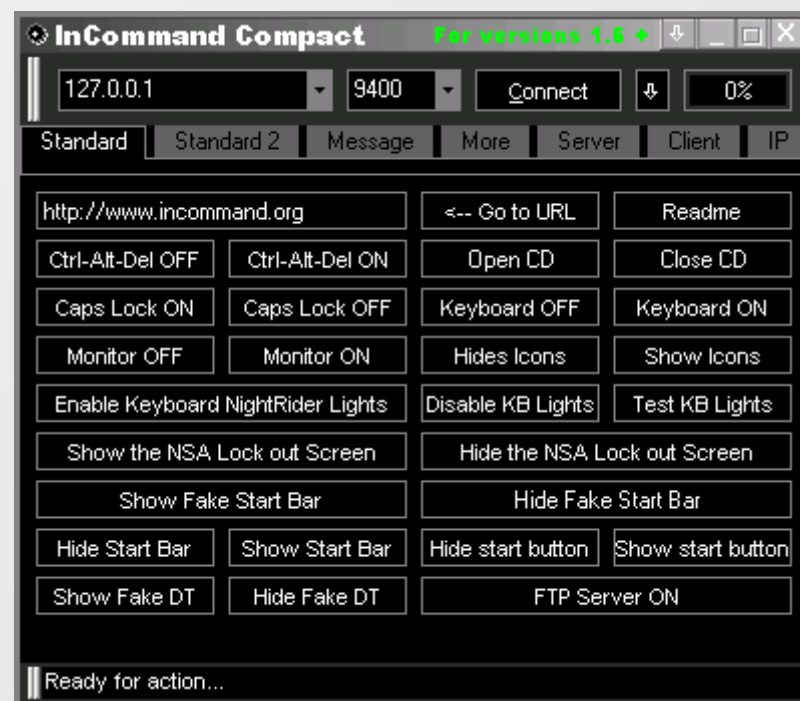 InCommand Compact For versions 1.6 +
127.0.0.1 9400 Connect 0%
Standard Standard 2 Message More Server Client IP
http://www.incommand.org <-- Go to URL Readme
Ctrl-Alt-Del OFF Ctrl-Alt-Del ON Open CD Close CD
Caps Lock ON Caps Lock OFF Keyboard OFF Keyboard ON
Monitor OFF Monitor ON Hides Icons Show Icons
Enable Keyboard NightRider Lights Disable KB Lights Test KB Lights
Show the NSA Lock out Screen Hide the NSA Lock out Screen
Show Fake Start Bar Hide Fake Start Bar
Hide Start Bar Show Start Bar Hide start button Show start button
Show Fake DT Hide Fake DT FTP Server ON
Ready for action...